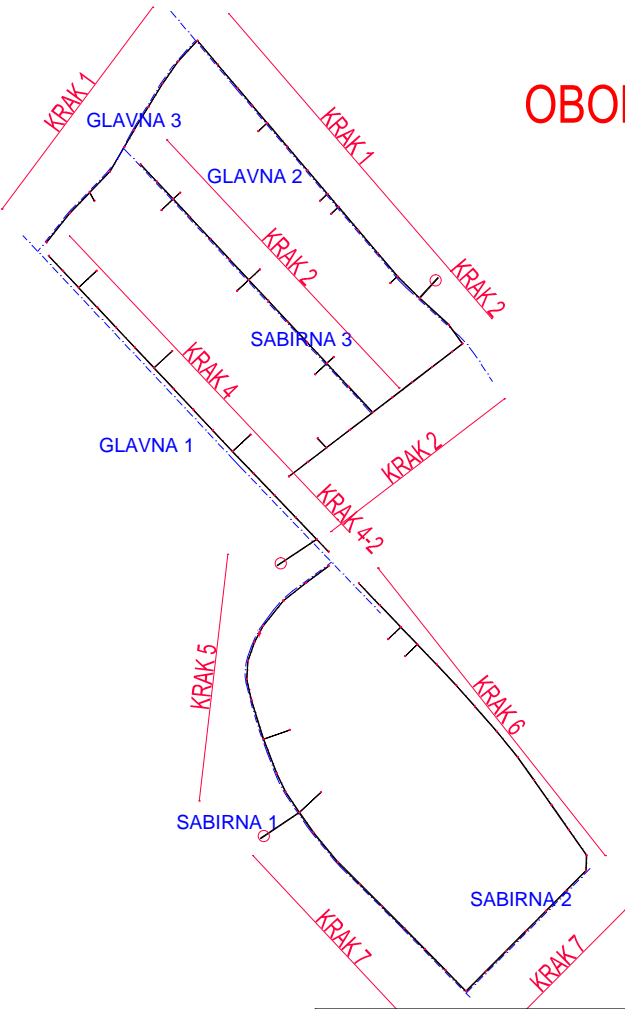 KRAK 1
OBO
GLAVNA 3
KRAK 1
GLAVNA 2
KRAK 2
KRAK 2
SABIRNA 3
KRAK 4
GLAVNA 1
KRAK 2
KRAK 4-2
KRAK 5
KRAK 6
SABIRNA 1
SABIRNA 2
KRAK 7
KRAK 7